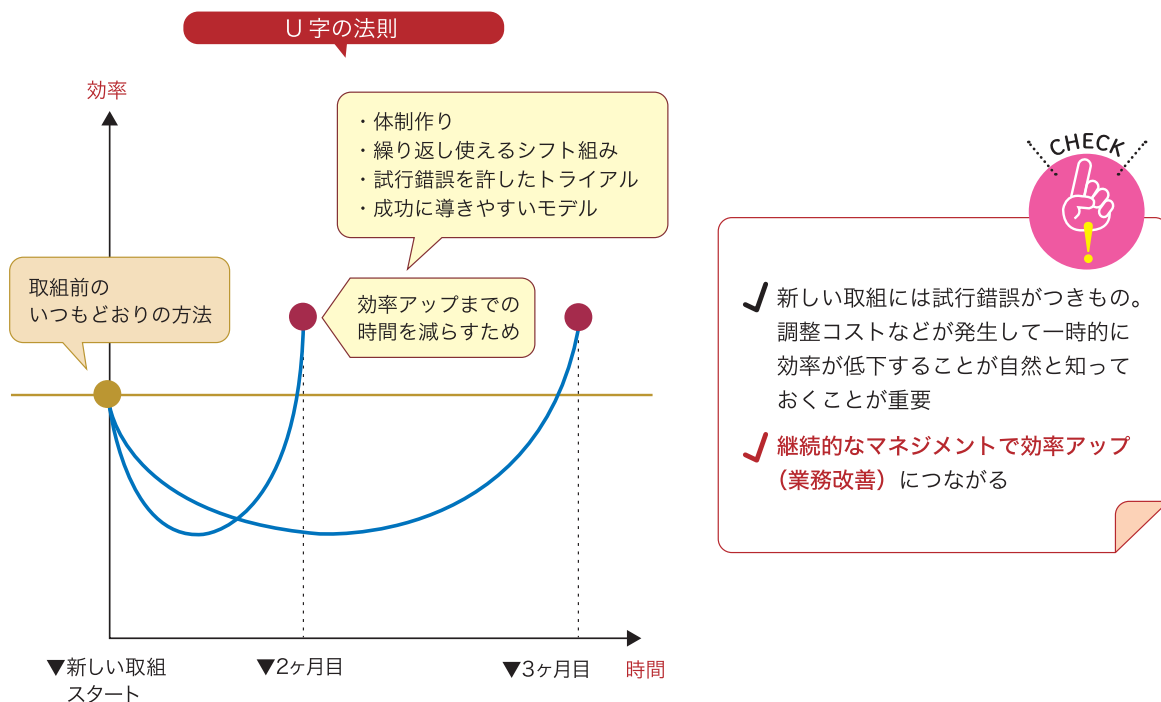 U字の法則
効率
・体制作り
・繰り返し使えるシフト組み
・試行錯誤を許したトライアル
・成功に導きやすいモデル
取組前の
いつもどおりの方法
効率アップまでの
時間を減らすため
▼新しい取組
スタート
▼2ヶ月目
▼3ヶ月目
時間
CHECK
新しい取組には試行錯誤がつきもの。
調整コストなどが発生して一時的に
効率が低下することが自然と知って
おくことが重要
継続的なマネジメントで効率アップ
（業務改善）につながる